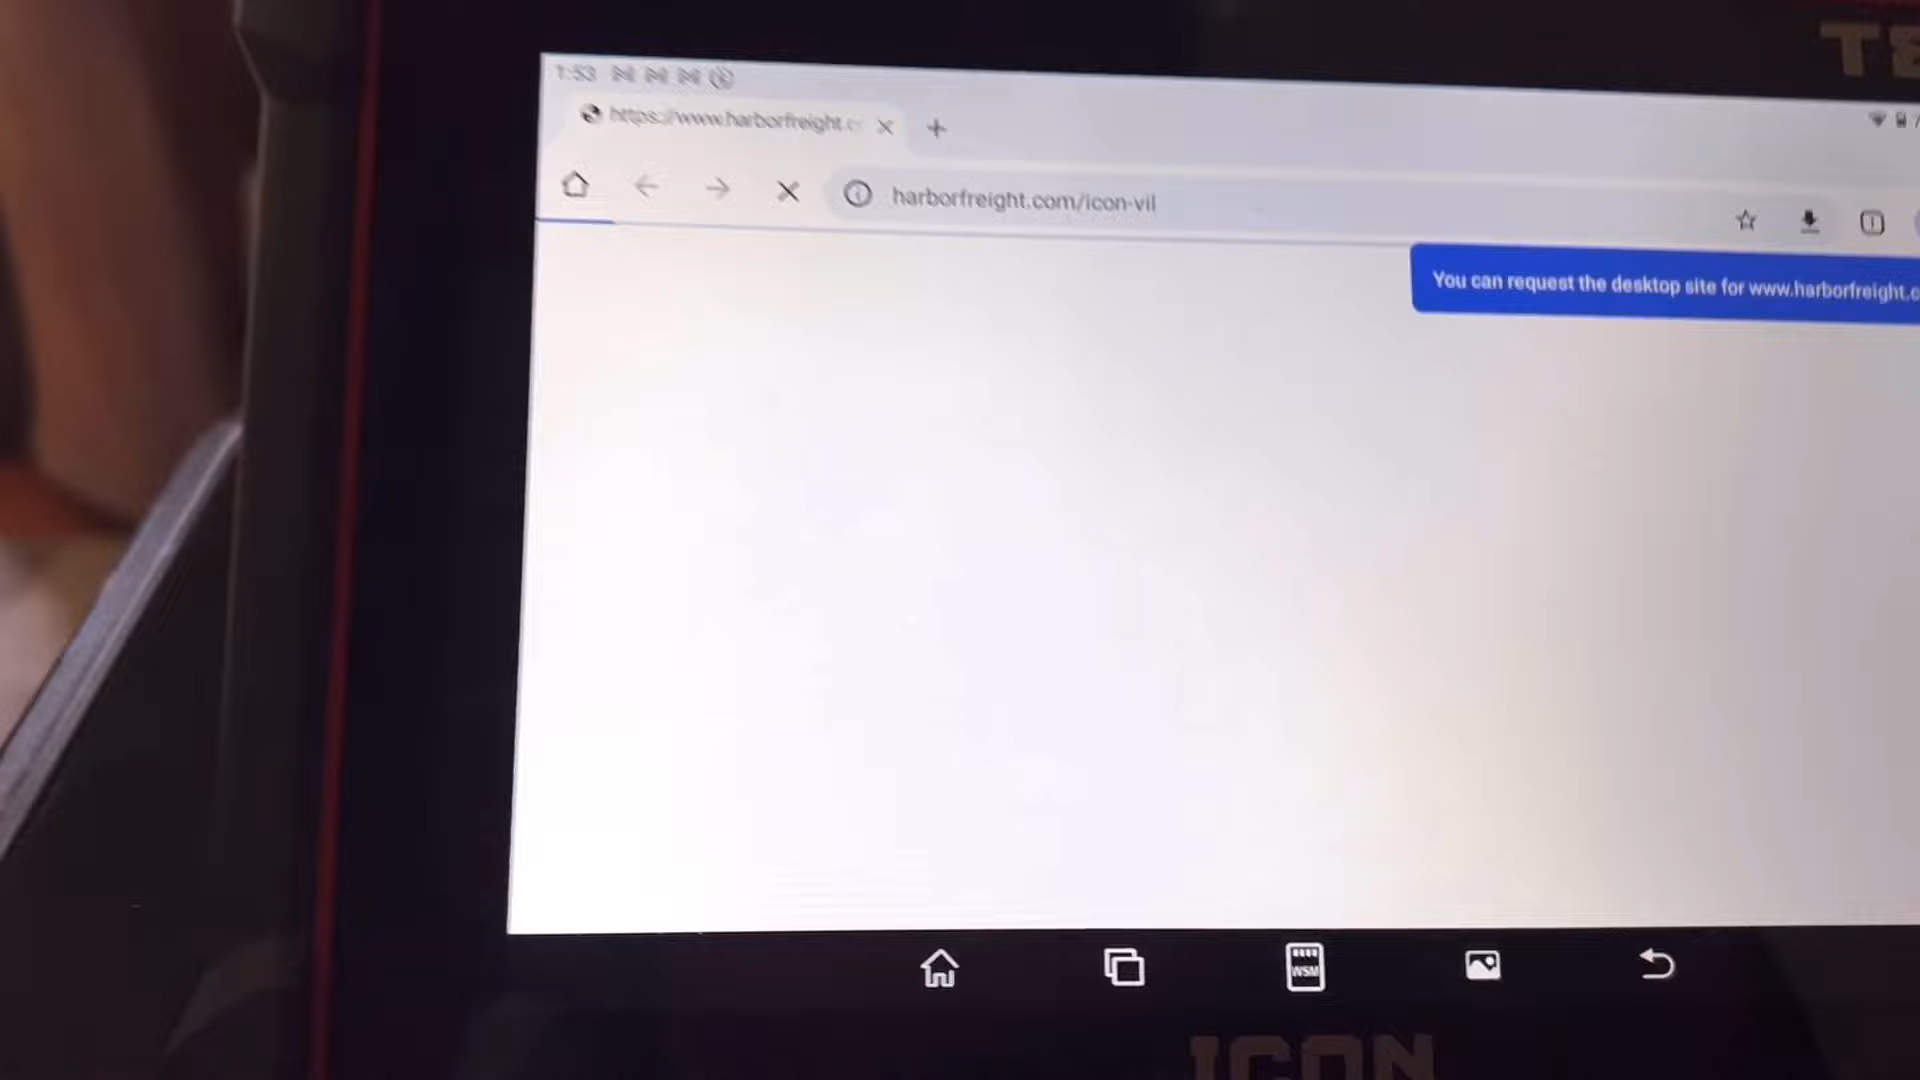 1:53
https://www.harborfreight.c
harborfreight.com/icon-vil
You can request the desktop site for www.harborfreight.c
WSM
ICON